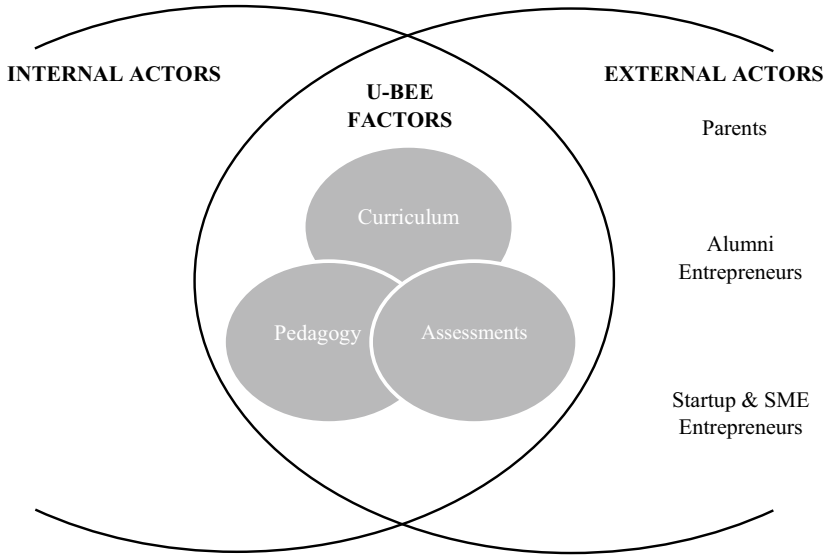 INTERNAL ACTORS
EXTERNAL ACTORS
U-BEE
FACTORS
Parents
Curriculum
Alumni
Entrepreneurs
Pedagogy
Assessments
Startup & SME
Entrepreneurs